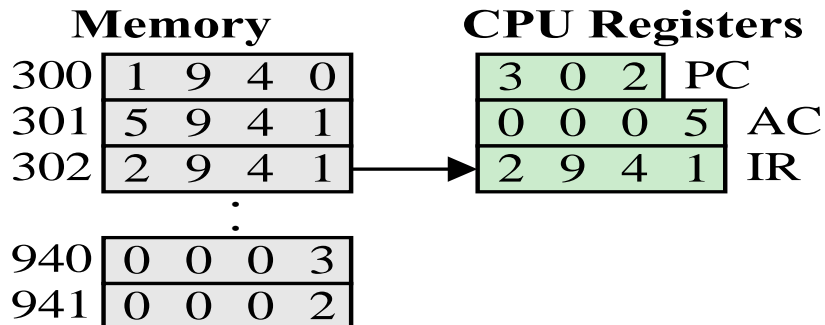 Memory CPU Registers
300 1 9 4 0 3 0 2 PC
301 5 9 4 1 0 0 0 5 AC
302 2 9 4 1 2 9 4 1 IR
940 0 0 0 3
941 0 0 0 2